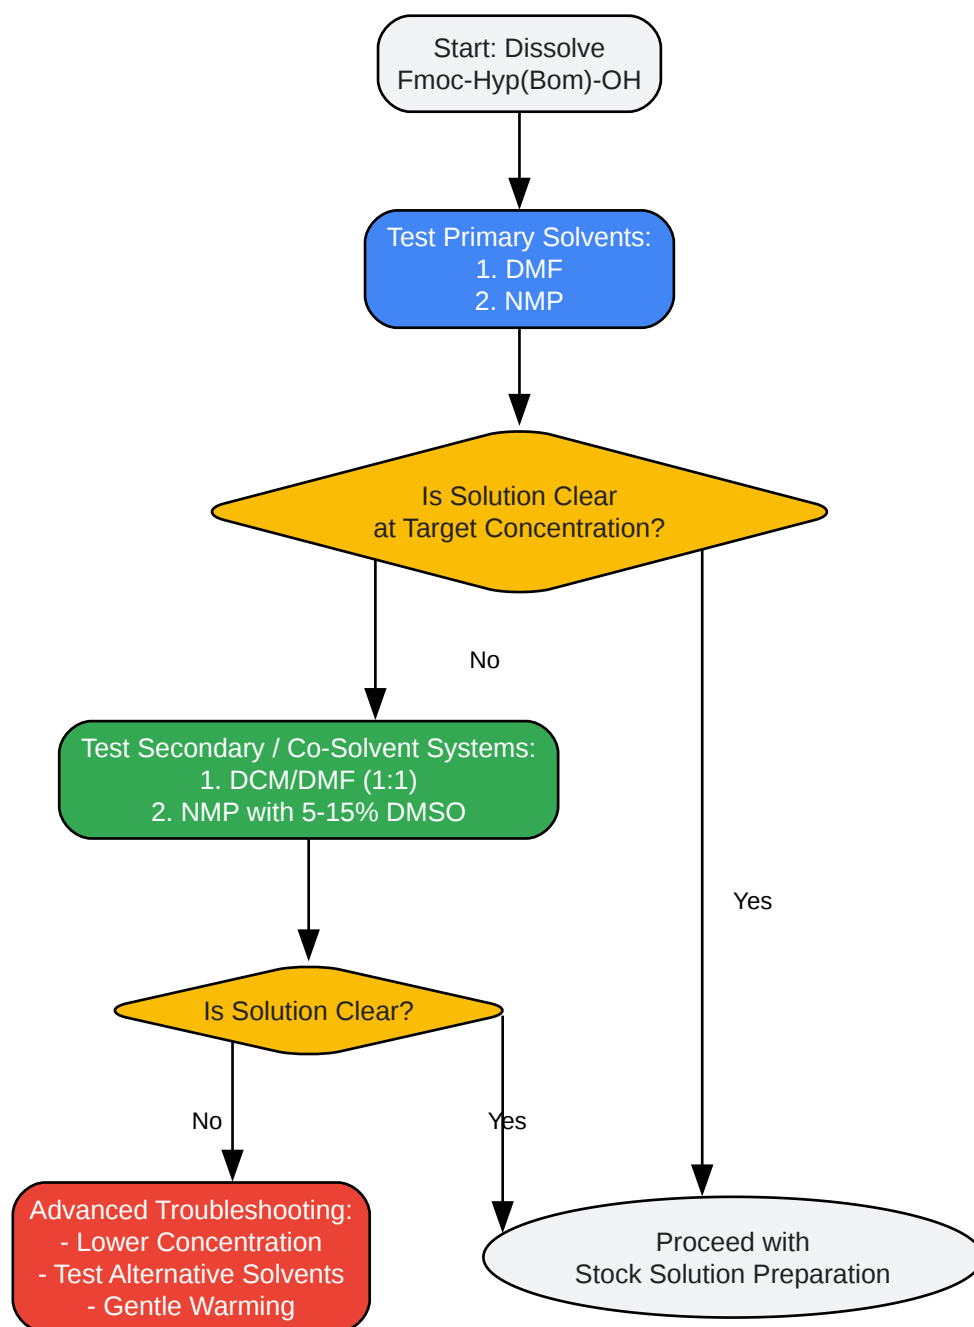 Start: Dissolve
Fmoc-Hyp(Bom)-OH
Test Primary Solvents:
1. DMF
2. NMP
Is Solution Clear
at Target Concentration?
No
Test Secondary / Co-Solvent Systems:
1. DCM/DMF (1:1)
2. NMP with 5-15% DMSO
Yes
Is Solution Clear?
No
Yes
Advanced Troubleshooting:
- Lower Concentration
- Test Alternative Solvents
- Gentle Warming
Proceed with
Stock Solution Preparation